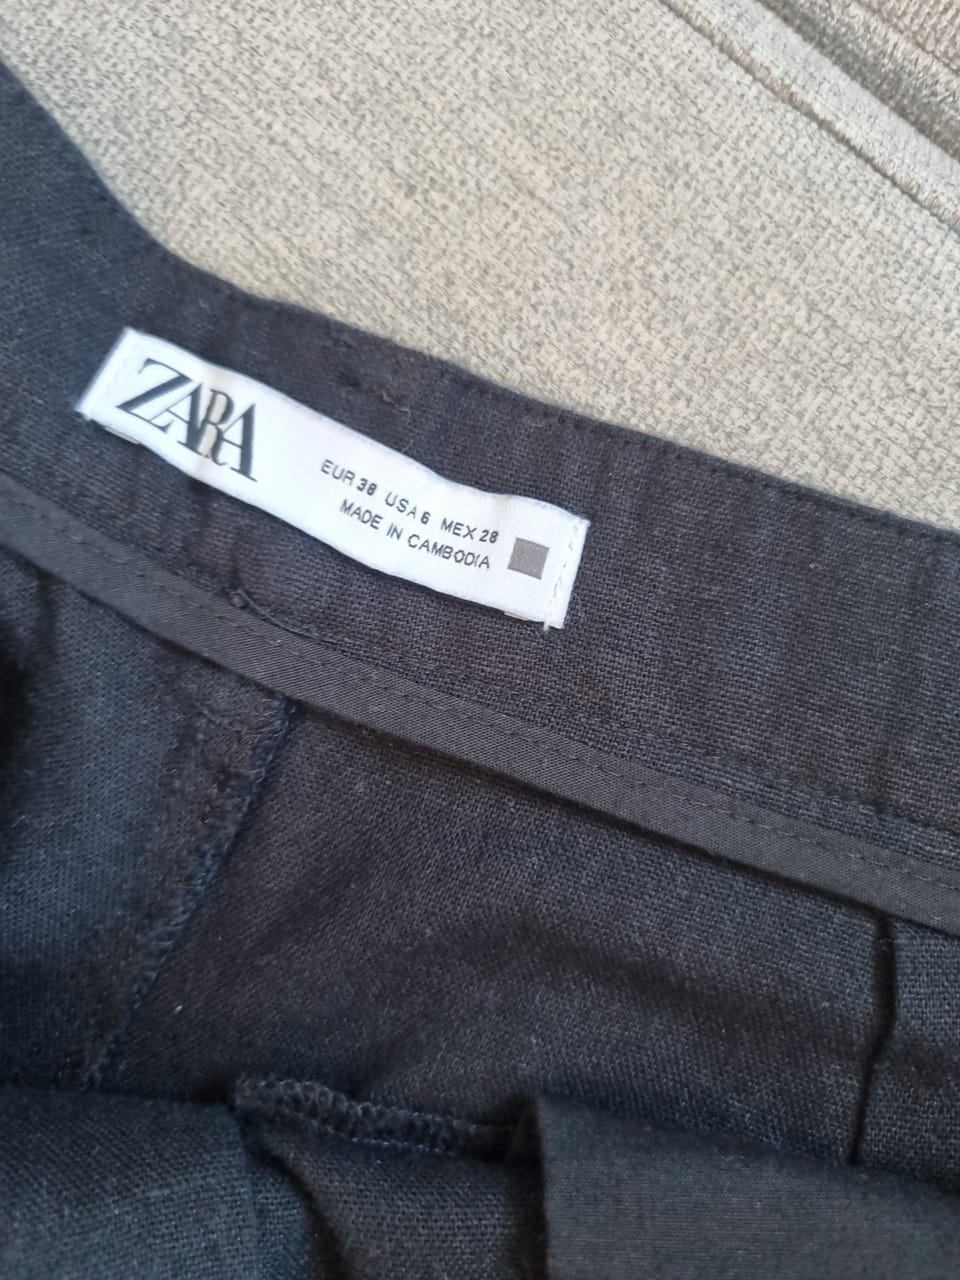 ZARA
EUR 38 USA 6 MEX 28
MADE IN CAMBODIA